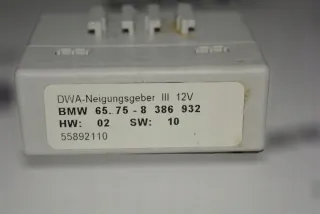 DWA-Neigungsgeber III 12V
BMW 65.75-8 386 932
HW: 02 SW: 10
55892110